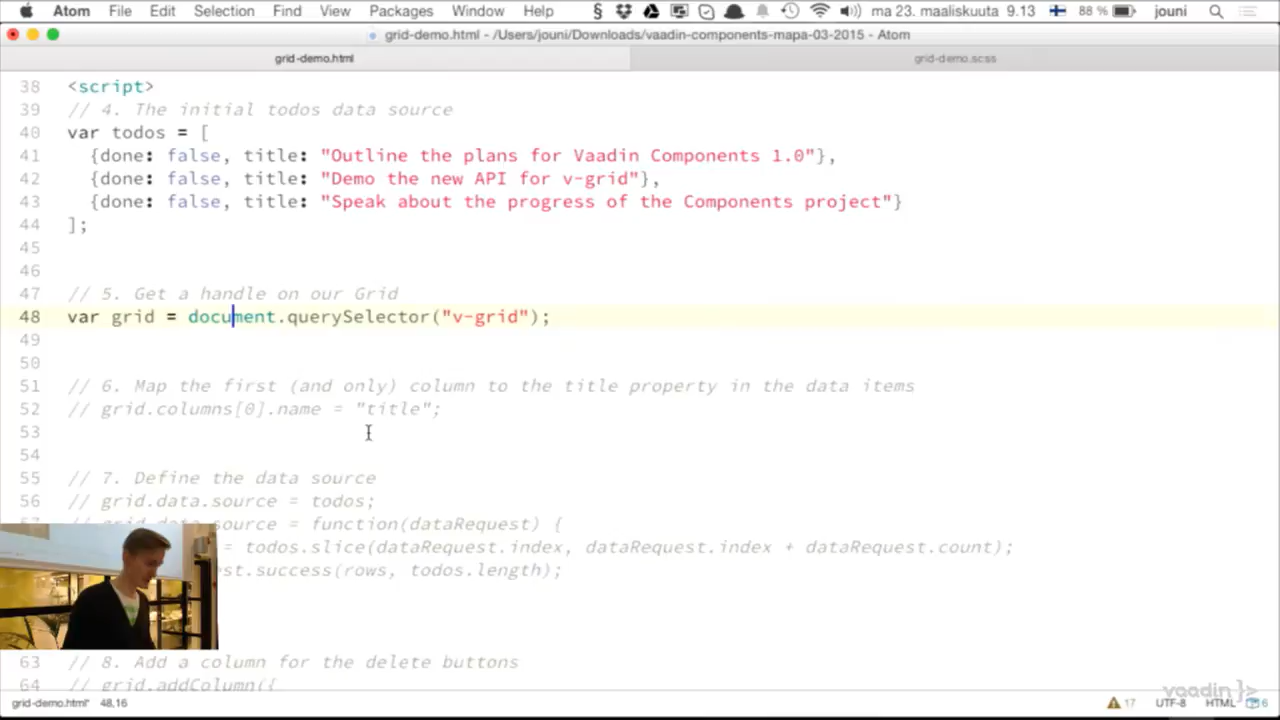 Atom File Edit Selection Find View Packages Window Help § ma 23. maaliskuuta 9.13 88 % jouni
grid-demo.html - /Users/jouni/Downloads/vaadin-components-mapa-03-2015 - Atom
grid-demo.html grid-demo.scss
38 <script>
39 // 4. The initial todos data source
40 var todos = [
41 {done: false, title: "Outline the plans for Vaadin Components 1.0"},
42 {done: false, title: "Demo the new API for v-grid"},
43 {done: false, title: "Speak about the progress of the Components project"}
44 ];
45
46
47 // 5. Get a handle on our Grid
48 var grid = document.querySelector("v-grid");
49
50
51 // 6. Map the first (and only) column to the title property in the data items
52 // grid.columns[0].name = "title";
53
54
55 // 7. Define the data source
56 // grid.data.source = todos;
source = function(dataRequest) {
= todos.slice(dataRequest.index, dataRequest.index + dataRequest.count);
est.success(rows, todos.length);
63 // 8. Add a column for the delete buttons
64 // grid.addColumn({
vaadin }>
grid-demo.html* 48,16 17 UTF-8 HTML 6